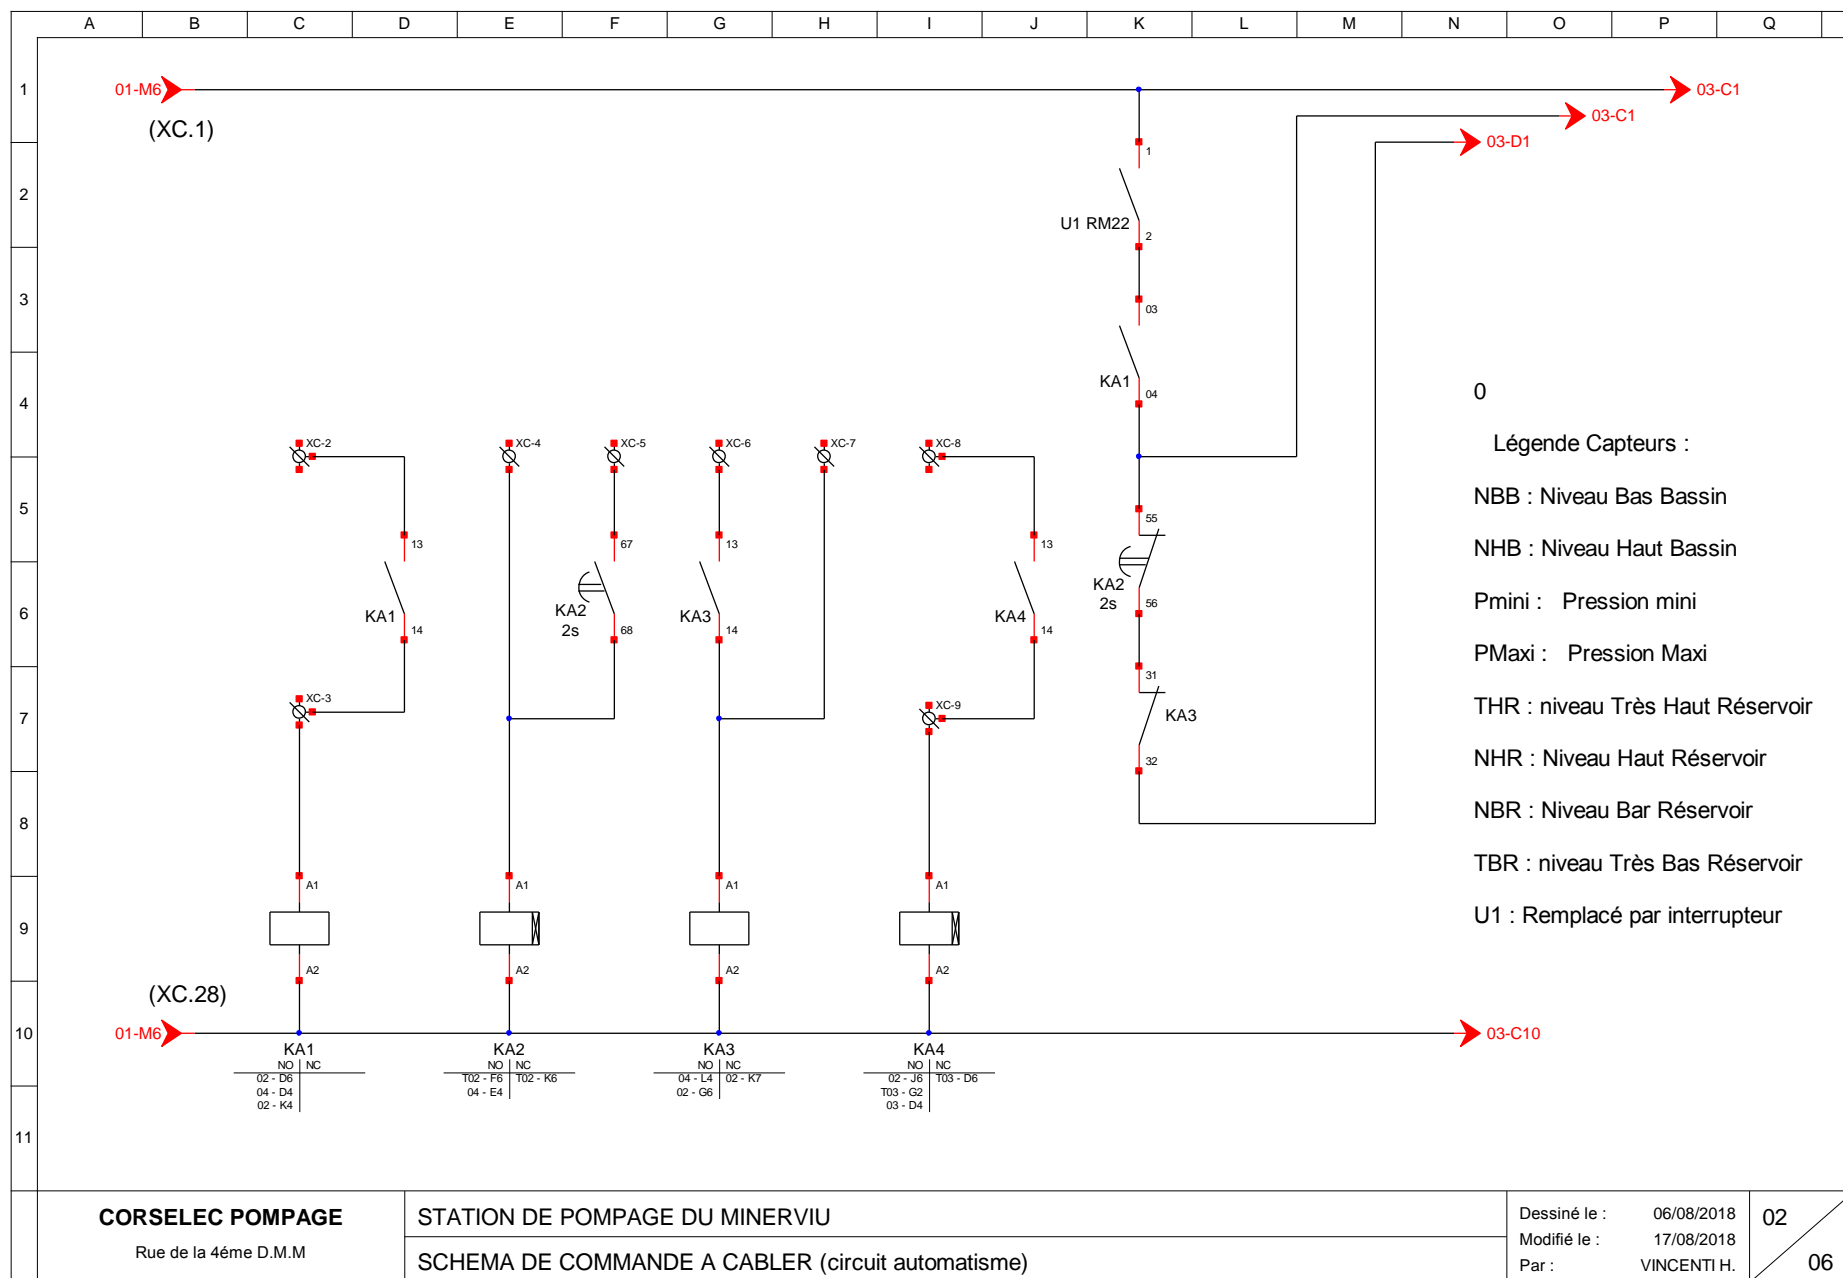 A B C D E F G H I J K L M N O P Q
1
01-M6
03-C1
(XC.1)
03-C1
03-D1
1
2
U1 RM22
2
3
03
KA1
04
4
0
XC-2
XC-4
XC-5
XC-6
XC-7
XC-8
Légende Capteurs :
5
NBB : Niveau Bas Bassin
55
13
67
13
13
NHB : Niveau Haut Bassin
KA2
2s
56
6
KA1
14
KA2
2s
68
KA3
14
KA4
14
Pmini : Pression mini
PMaxi : Pression Maxi
31
XC-3
XC-9
THR : niveau Très Haut Réservoir
7
KA3
NHR : Niveau Haut Réservoir
32
8
NBR : Niveau Bar Réservoir
TBR : niveau Très Bas Réservoir
A1
A1
A1
A1
9
U1 : Remplacé par interrupteur
A2
A2
A2
A2
(XC.28)
10
01-M6
03-C10
KA1
NO NC
02 - D6
04 - D4
02 - K4
KA2
NO NC
T02 - F6 T02 - K6
04 - E4
KA3
NO NC
04 - L4 02 - K7
02 - G6
KA4
NO NC
02 - J6 T03 - D6
T03 - G2
03 - D4
11
CORSELEC POMPAGE
Rue de la 4éme D.M.M
STATION DE POMPAGE DU MINERVIU
SCHEMA DE COMMANDE A CABLER (circuit automatisme)
Dessiné le : 06/08/2018
Modifié le : 17/08/2018
Par : VINCENTI H.
02
06